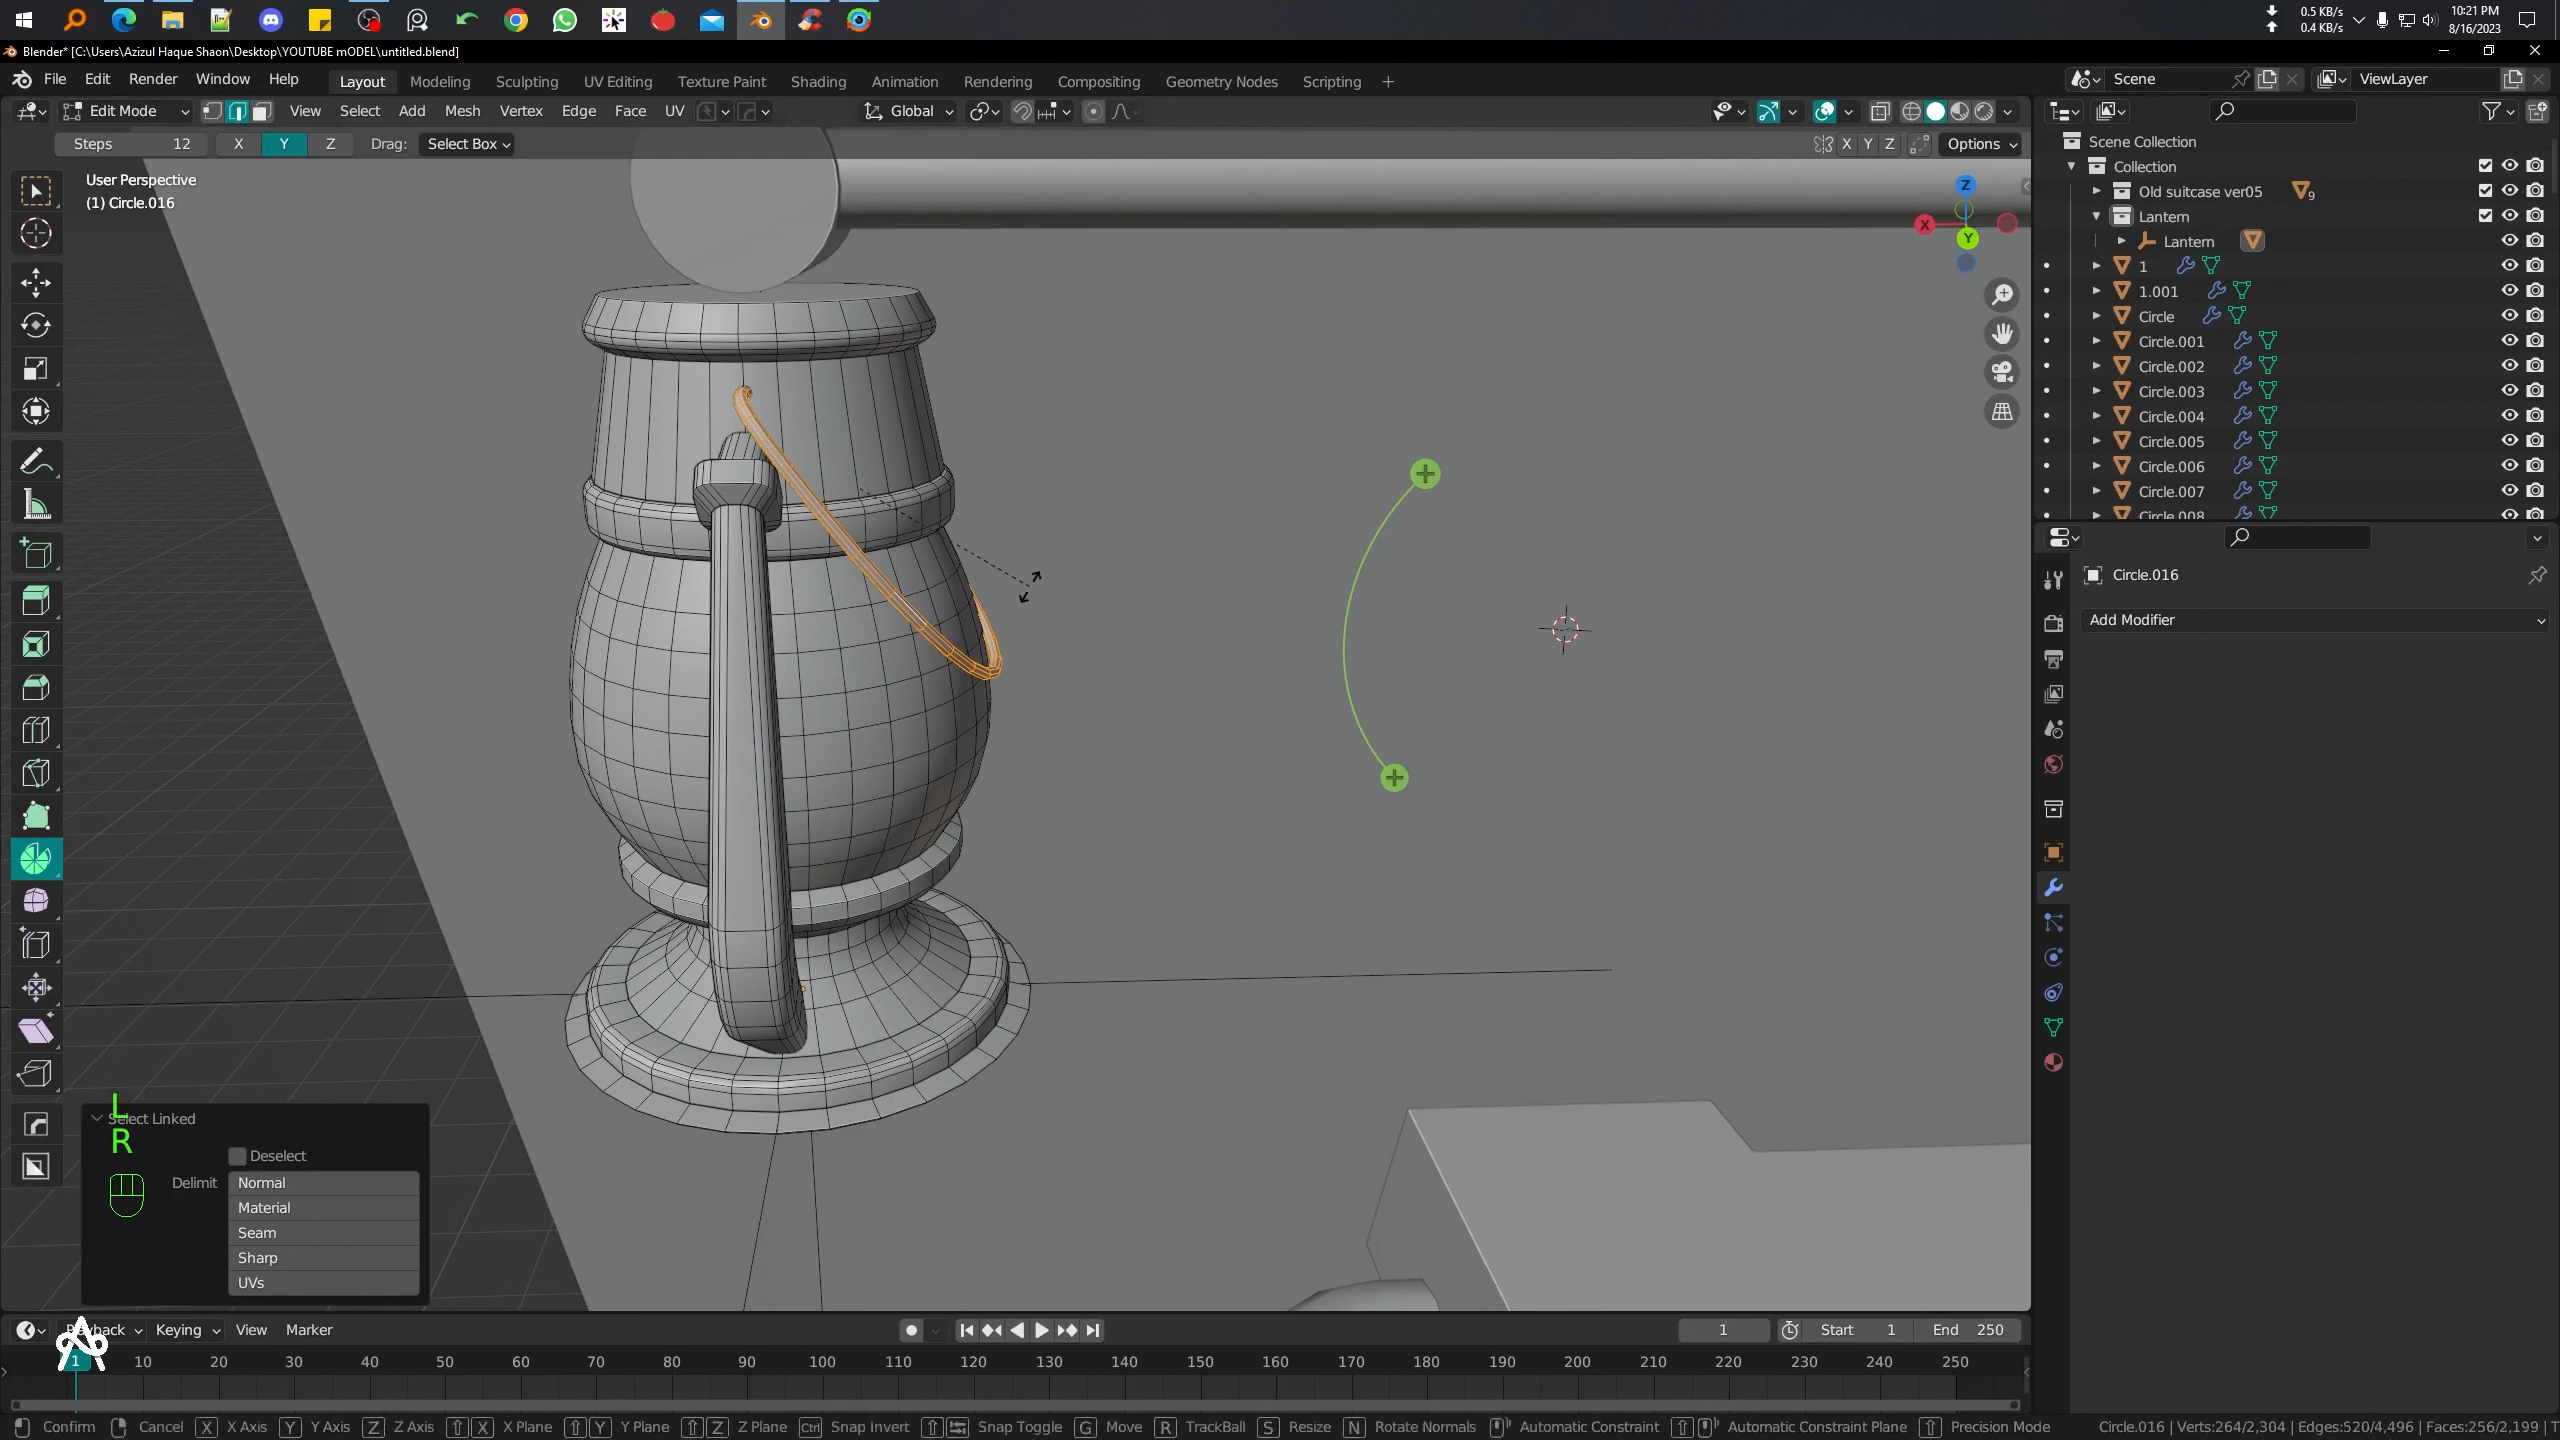 0.5 KB/s
0.4 KB/s
10:21 PM
8/16/2023
Blender* [C:\Users\Azizul Haque Shaon\Desktop\YOUTUBE mODEL\untitled.blend]
File Edit Render Window Help Layout Modeling Sculpting UV Editing Texture Paint Shading Animation Rendering Compositing Geometry Nodes Scripting +
Scene ViewLayer
Edit Mode View Select Add Mesh Vertex Edge Face UV Global
Steps 12 X Y Z Drag: Select Box X Y Z Options
User Perspective
(1) Circle.016
Z
X
Y
Scene Collection
Collection
Old suitcase ver05 9
Lantern
Lantern
1
1.001
Circle
Circle.001
Circle.002
Circle.003
Circle.004
Circle.005
Circle.006
Circle.007
Circle.008
Circle.016
Add Modifier
L
Select Linked
R
Deselect
Delimit Normal
Material
Seam
Sharp
UVs
Keying View Marker 1 Start 1 End 250
1 10 20 30 40 50 60 70 80 90 100 110 120 130 140 150 160 170 180 190 200 210 220 230 240 250
Confirm Cancel X X Axis Y Y Axis Z Z Axis X X Plane Y Y Plane Z Z Plane Ctrl Snap Invert Snap Toggle G Move R TrackBall S Resize N Rotate Normals Automatic Constraint Automatic Constraint Plane Precision Mode Circle.016 | Verts:264/2,304 | Edges:520/4,496 | Faces:256/2,199 | T